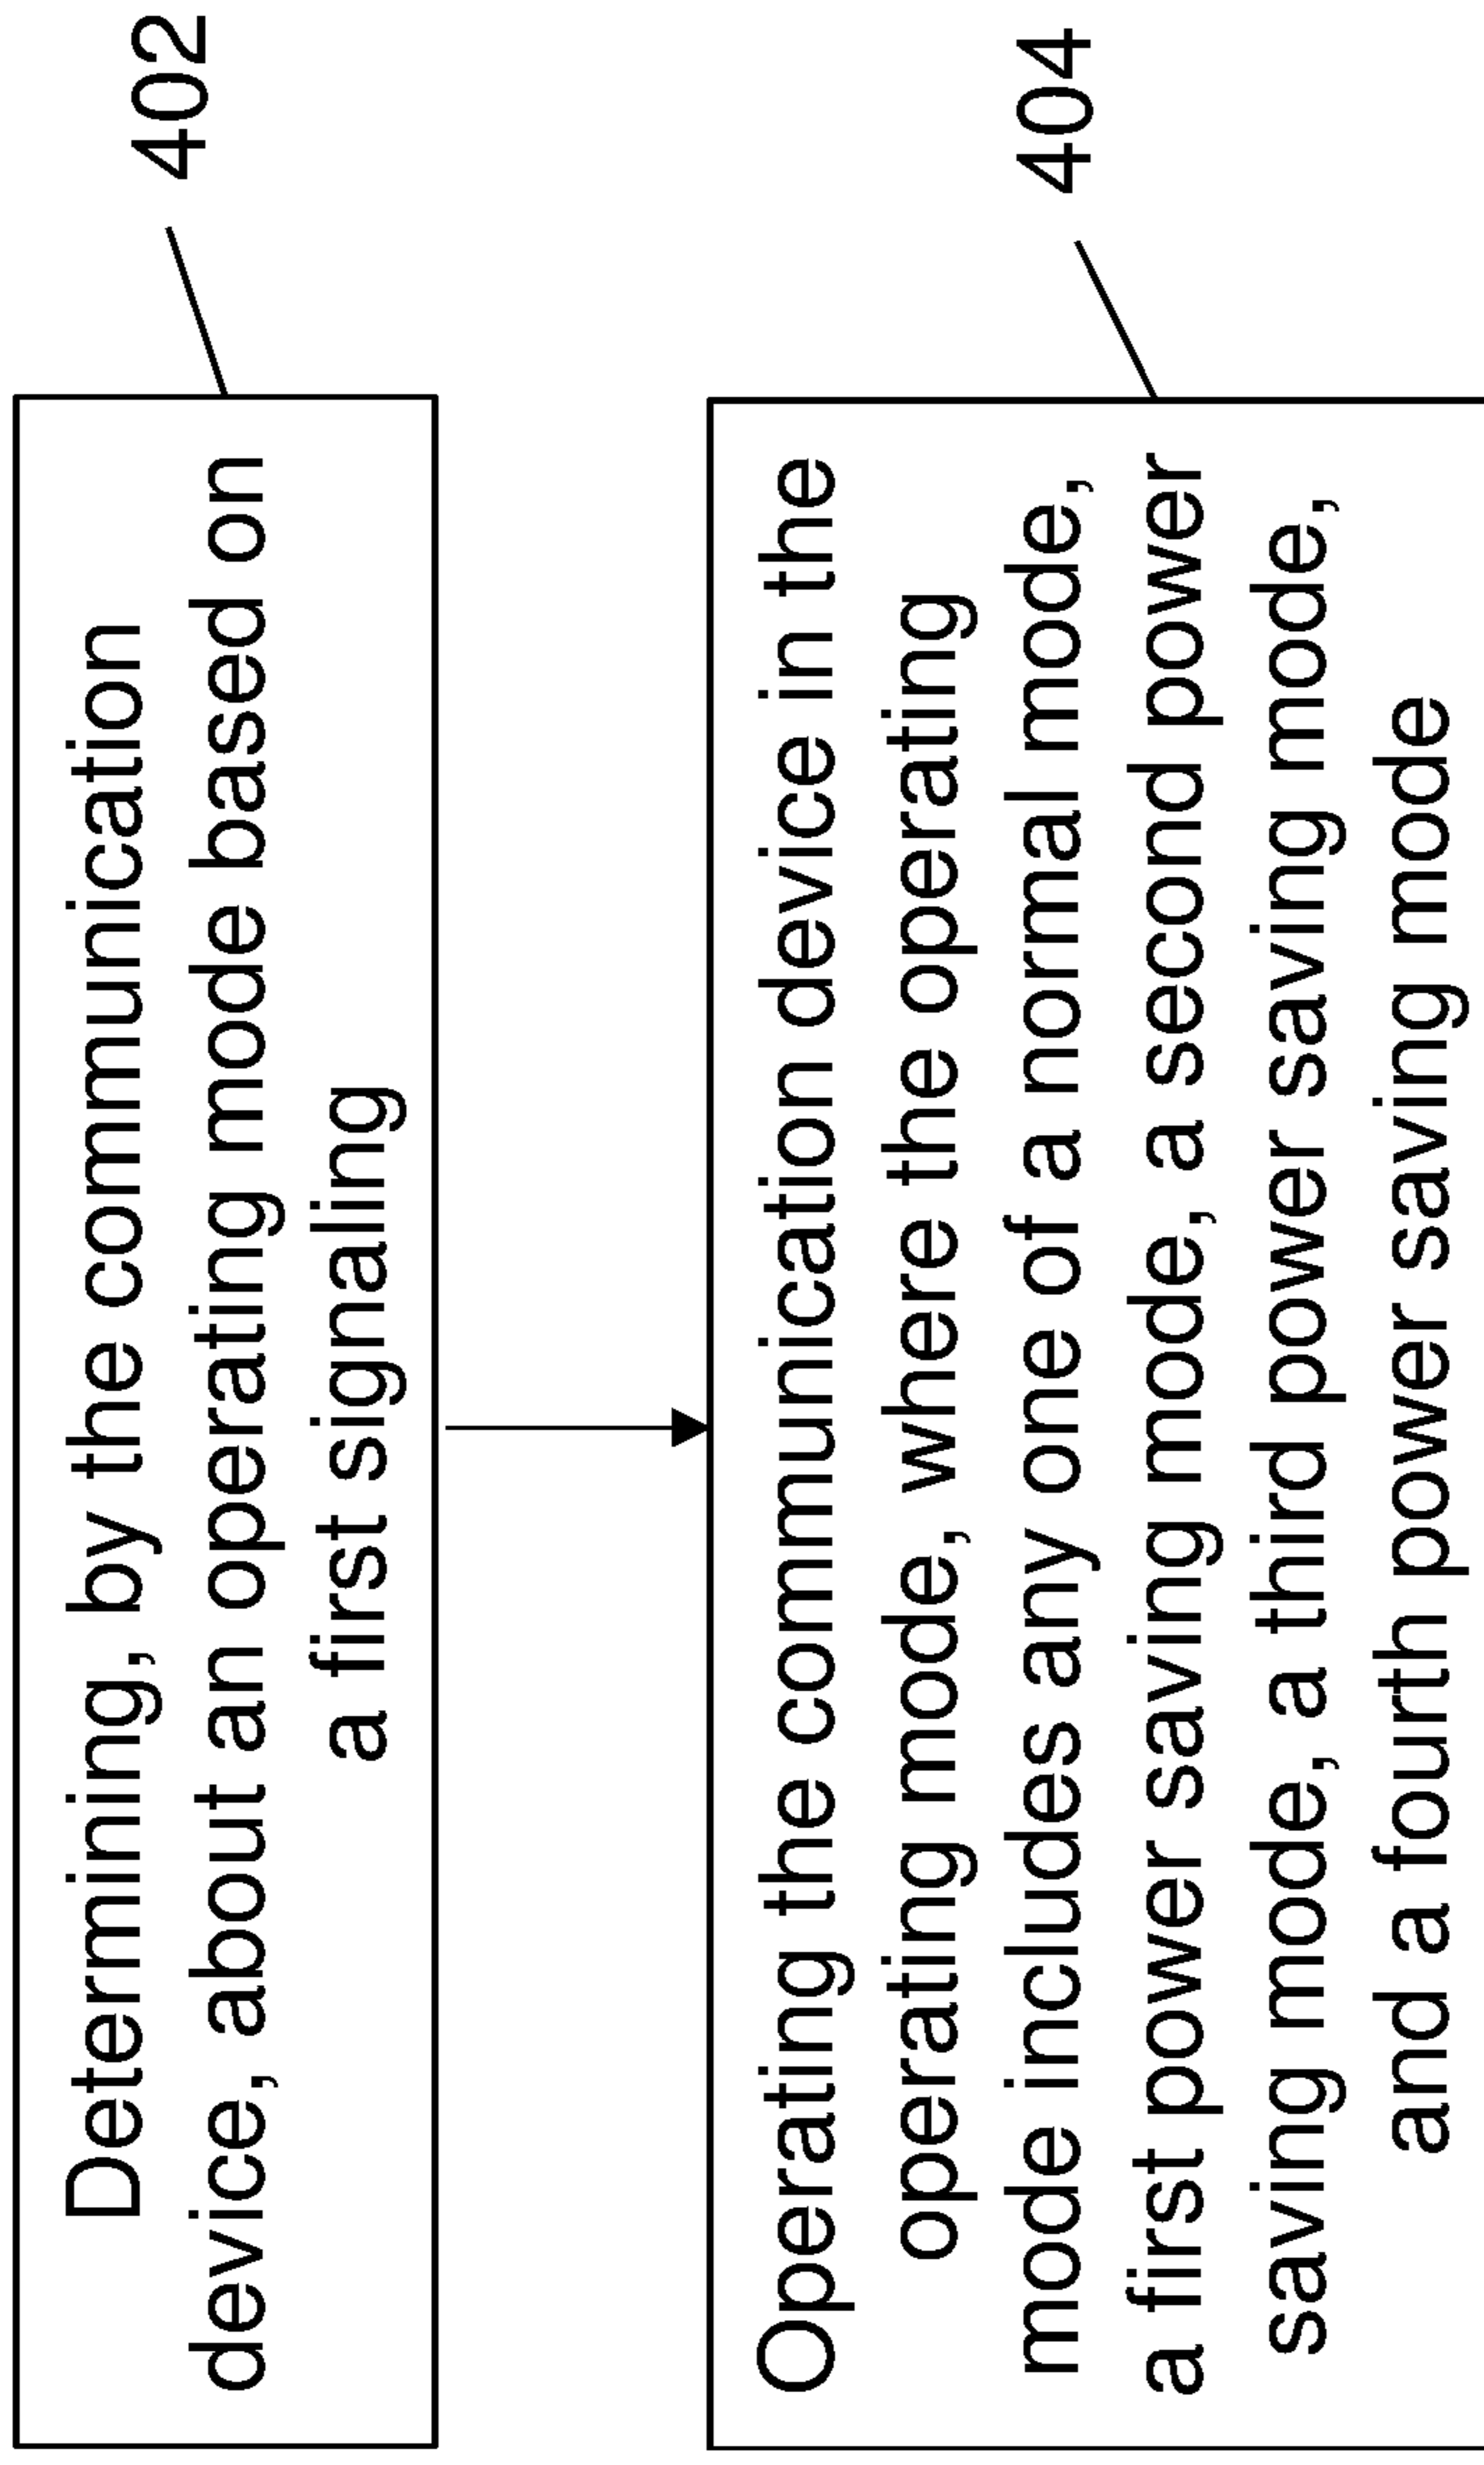 Determining, by the communication
device, about an operating mode based on
a first signaling
402
Operating the communication device in the
operating mode, where the operating
mode includes any one of a normal mode,
a first power saving mode, a second power
saving mode, a third power saving mode,
and a fourth power saving mode
404